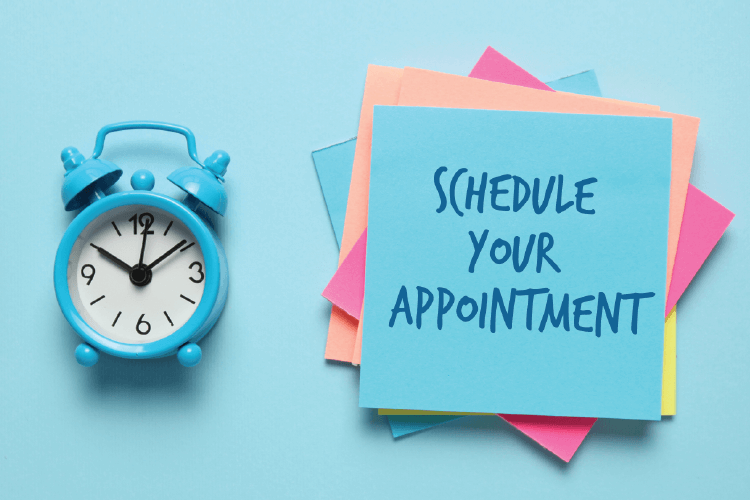 12
9 3
6
SCHEDULE
YOUR
APPOINTMENT